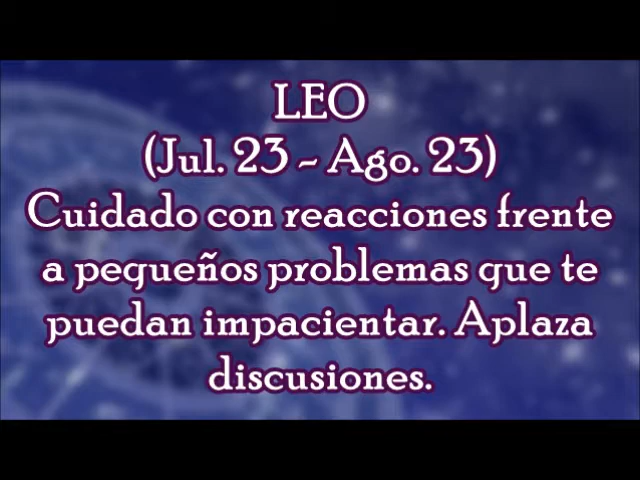 LEO
(Jul. 23 - Ago. 23)
Cuidado con reacciones frente
a pequeños problemas que te
puedan impacientar. Aplaza
discusiones.